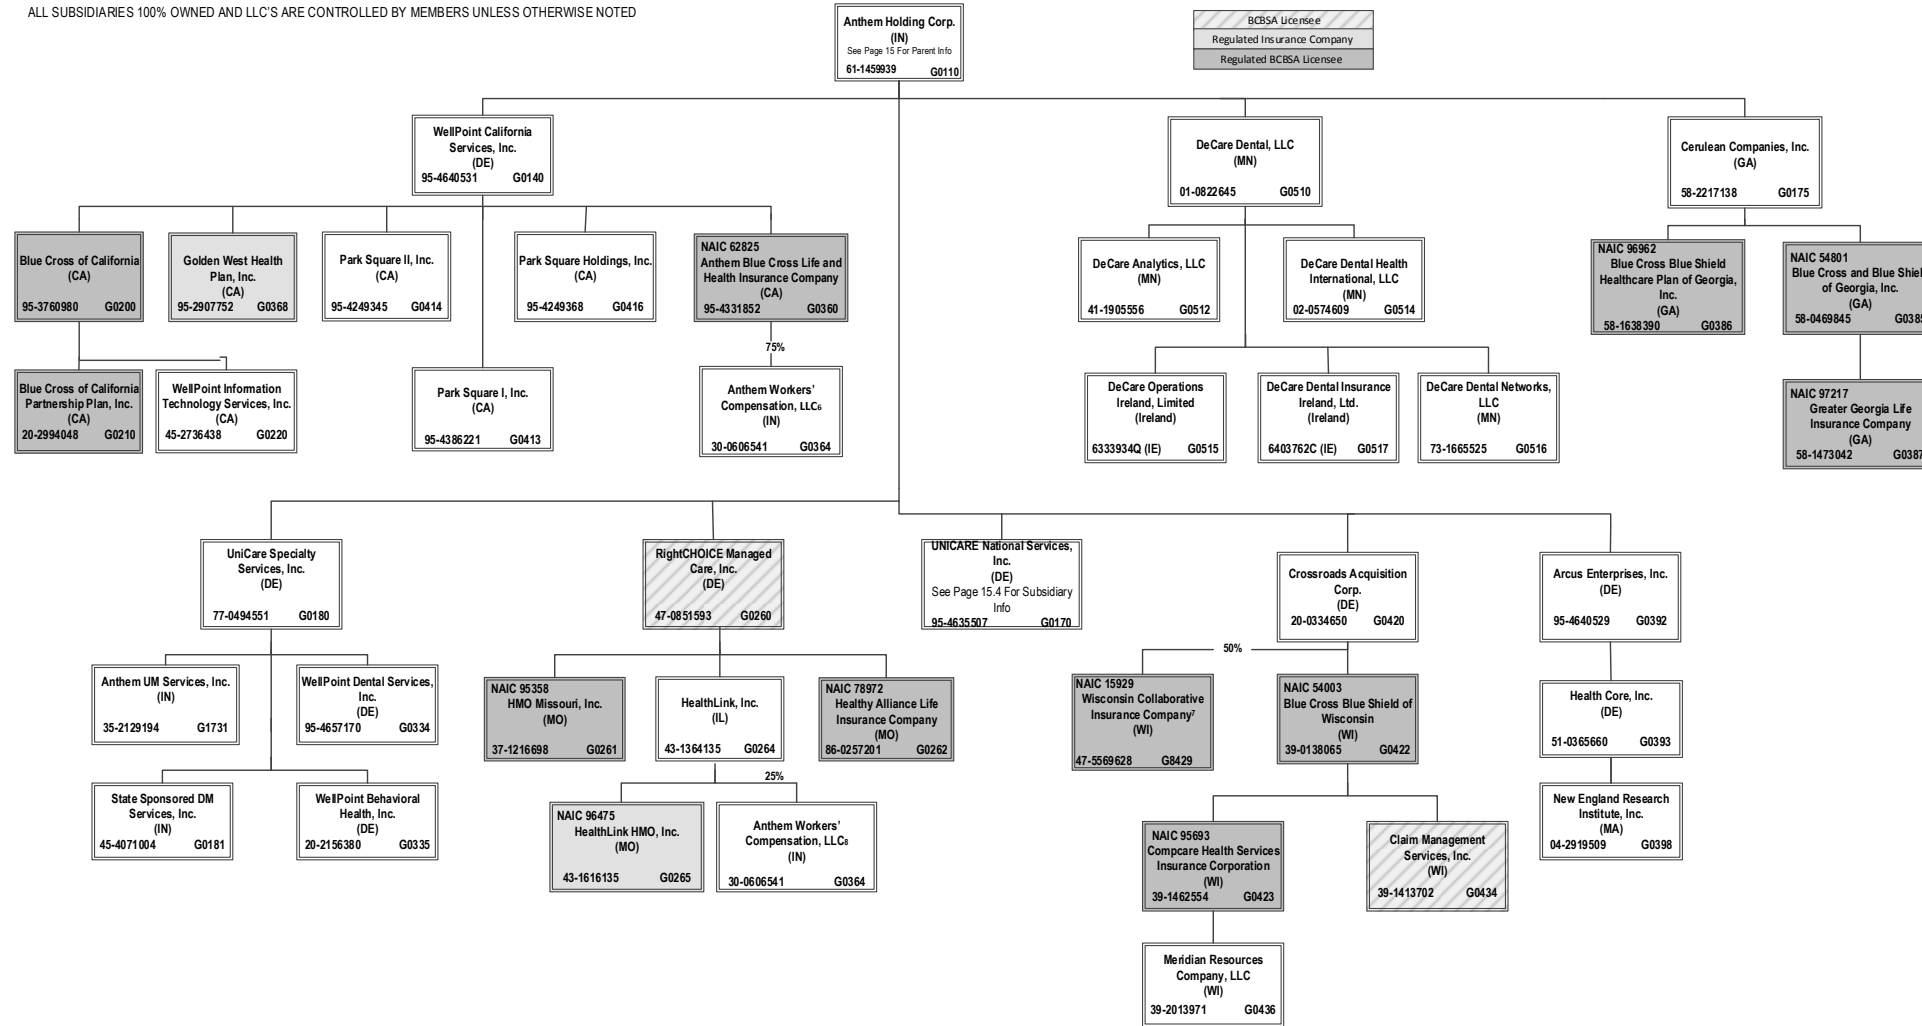 ALL SUBSIDIARIES 100% OWNED AND LLC'S ARE CONTROLLED BY MEMBERS UNLESS OTHERWISE NOTED
Anthem Holding Corp.
(IN)
See Page 15 For Parent Info
61-1459939 G0110
BCBSA Licensee
Regulated Insurance Company
Regulated BCBSA Licensee
WellPoint California
Services, Inc.
(DE)
95-4640531 G0140
DeCare Dental, LLC
(MN)
01-0822645 G0510
Cerulean Companies, Inc.
(GA)
58-2217138 G0175
Blue Cross of California
(CA)
95-3760980 G0200
Golden West Health
Plan, Inc.
(CA)
95-2907752 G0368
Park Square II, Inc.
(CA)
95-4249345 G0414
Park Square Holdings, Inc.
(CA)
95-4249368 G0416
NAIC 62825
Anthem Blue Cross Life and
Health Insurance Company
(CA)
95-4331852 G0360
DeCare Analytics, LLC
(MN)
41-1905556 G0512
DeCare Dental Health
International, LLC
(MN)
02-0574609 G0514
NAIC 96962
Blue Cross Blue Shield
Healthcare Plan of Georgia,
Inc.
(GA)
58-1638390 G0386
NAIC 54801
Blue Cross and Blue Shiel
of Georgia, Inc.
(GA)
58-0469845 G0385
75%
Blue Cross of California
Partnership Plan, Inc.
(CA)
20-2994048 G0210
WellPoint Information
Technology Services, Inc.
(CA)
45-2736438 G0220
Park Square I, Inc.
(CA)
95-4386221 G0413
Anthem Workers'
Compensation, LLC6
(IN)
30-0606541 G0364
DeCare Operations
Ireland, Limited
(Ireland)
6333934Q (IE) G0515
DeCare Dental Insurance
Ireland, Ltd.
(Ireland)
6403762C (IE) G0517
DeCare Dental Networks,
LLC
(MN)
73-1665525 G0516
NAIC 97217
Greater Georgia Life
Insurance Company
(GA)
58-1473042 G0387
UniCare Specialty
Services, Inc.
(DE)
77-0494551 G0180
RightCHOICE Managed
Care, Inc.
(DE)
47-0851593 G0260
UNICARE National Services,
Inc.
(DE)
See Page 15.4 For Subsidiary
Info
95-4635507 G0170
Crossroads Acquisition
Corp.
(DE)
20-0334650 G0420
Arcus Enterprises, Inc.
(DE)
95-4640529 G0392
50%
Anthem UM Services, Inc.
(IN)
35-2129194 G1731
WellPoint Dental Services,
Inc.
(DE)
95-4657170 G0334
NAIC 95358
HMO Missouri, Inc.
(MO)
37-1216698 G0261
HealthLink, Inc.
(IL)
43-1364135 G0264
NAIC 78972
Healthy Alliance Life
Insurance Company
(MO)
86-0257201 G0262
NAIC 15929
Wisconsin Collaborative
Insurance Company7
(WI)
47-5569628 G8429
NAIC 54003
Blue Cross Blue Shield of
Wisconsin
(WI)
39-0138065 G0422
Health Core, Inc.
(DE)
51-0365660 G0393
25%
State Sponsored DM
Services, Inc.
(IN)
45-4071004 G0181
WellPoint Behavioral
Health, Inc.
(DE)
20-2156380 G0335
NAIC 96475
HealthLink HMO, Inc.
(MO)
43-1616135 G0265
Anthem Workers'
Compensation, LLC8
(IN)
30-0606541 G0364
NAIC 95693
Compcare Health Services
Insurance Corporation
(WI)
39-1462554 G0423
Claim Management
Services, Inc.
(WI)
39-1413702 G0434
New England Research
Institute, Inc.
(MA)
04-2919509 G0398
Meridian Resources
Company, LLC
(WI)
39-2013971 G0436